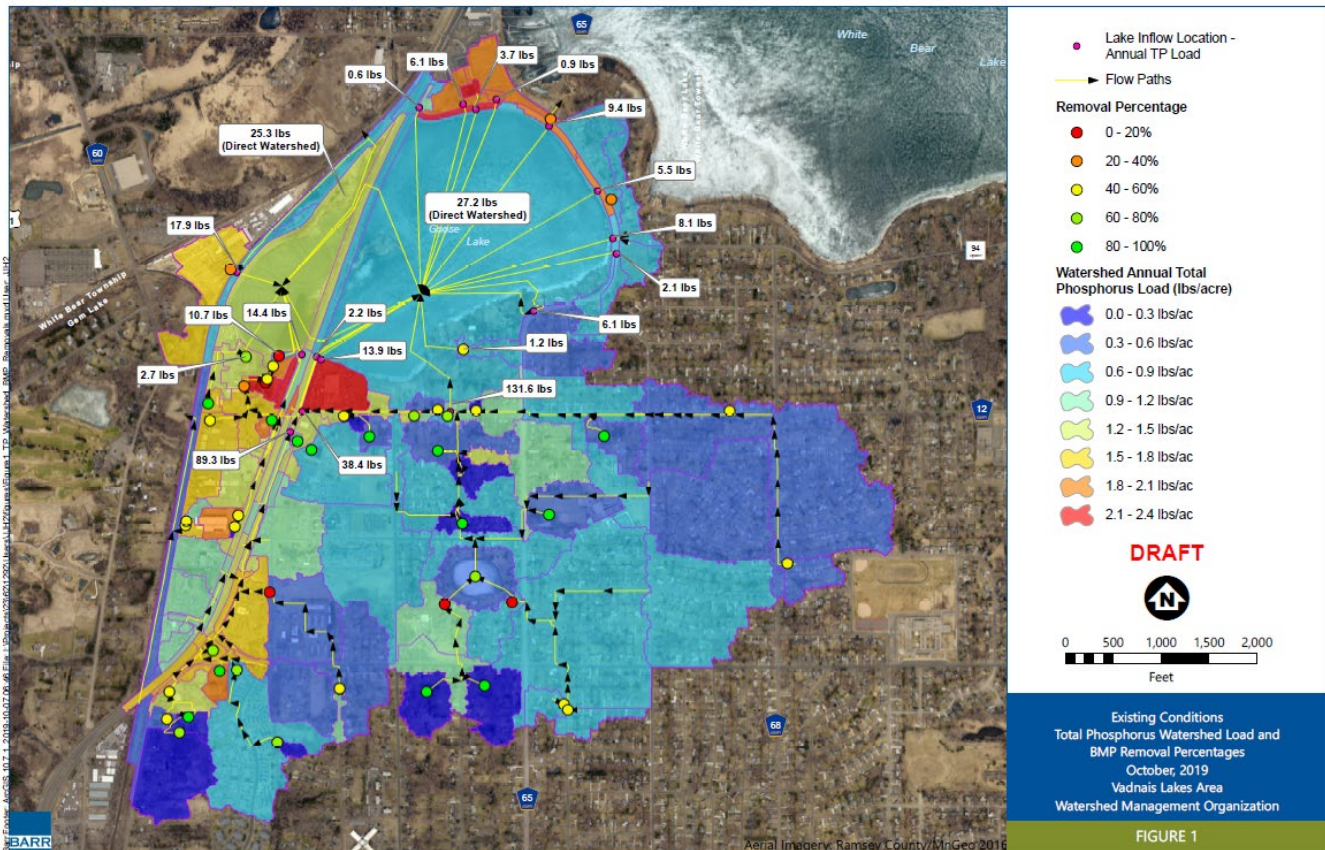 65
White
Bear
Lake
6.1 lbs
3.7 lbs
0.6 lbs
0.9 lbs
9.4 lbs
25.3 lbs
(Direct Watershed)
60
5.5 lbs
27.2 lbs
(Direct Watershed)
Goose
Lake
17.9 lbs
8.1 lbs
94
1
2.1 lbs
White Bear Township
Gem Lake
10.7 lbs
14.4 lbs
2.2 lbs
6.1 lbs
13.9 lbs
1.2 lbs
2.7 lbs
131.6 lbs
12
89.3 lbs
38.4 lbs
68
65
BARR
Aerial Imagery: Ramsey County/MnGeo 2016
Lake Inflow Location -
Annual TP Load
Flow Paths
Removal Percentage
0 - 20%
20 - 40%
40 - 60%
60 - 80%
80 - 100%
Watershed Annual Total
Phosphorus Load (lbs/acre)
0.0 - 0.3 lbs/ac
0.3 - 0.6 lbs/ac
0.6 - 0.9 lbs/ac
0.9 - 1.2 lbs/ac
1.2 - 1.5 lbs/ac
1.5 - 1.8 lbs/ac
1.8 - 2.1 lbs/ac
2.1 - 2.4 lbs/ac
DRAFT
N
0 500 1,000 1,500 2,000
Feet
Existing Conditions
Total Phosphorus Watershed Load and
BMP Removal Percentages
October, 2019
Vadnais Lakes Area
Watershed Management Organization
FIGURE 1